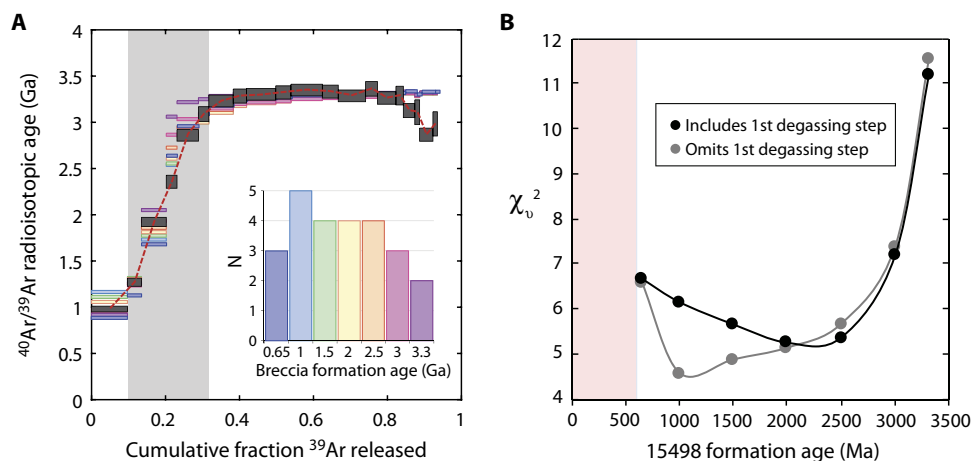 A
⁴⁰Ar/³⁹Ar radioisotopic age (Ga)
4
3.5
3
2.5
2
1.5
1
0.5
0
0
0.2
0.4
0.6
0.8
1
Cumulative fraction ³⁹Ar released
N
5
4
3
2
1
0
0.65 1 1.5 2 2.5 3 3.3
Breccia formation age (Ga)
B
χᵥ²
12
11
10
9
8
7
6
5
4
Includes 1st degassing step
Omits 1st degassing step
0 500 1000 1500 2000 2500 3000 3500
15498 formation age (Ma)